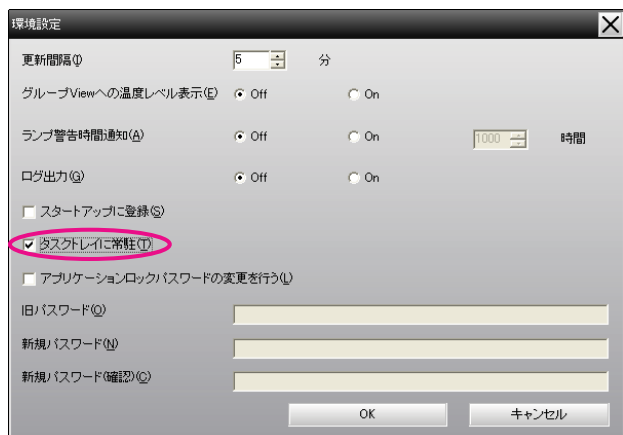 環境設定
更新間隔(I) 5 分
グループViewへの温度レベル表示(E) Off On
ランプ警告時間通知(A) Off On 1000 時間
ログ出力(G) Off On
スタートアップに登録(S)
タスクトレイに常駐(T)
アプリケーションロックパスワードの変更を行う(L)
旧パスワード(O)
新規パスワード(N)
新規パスワード(確認)(C)
OK キャンセル